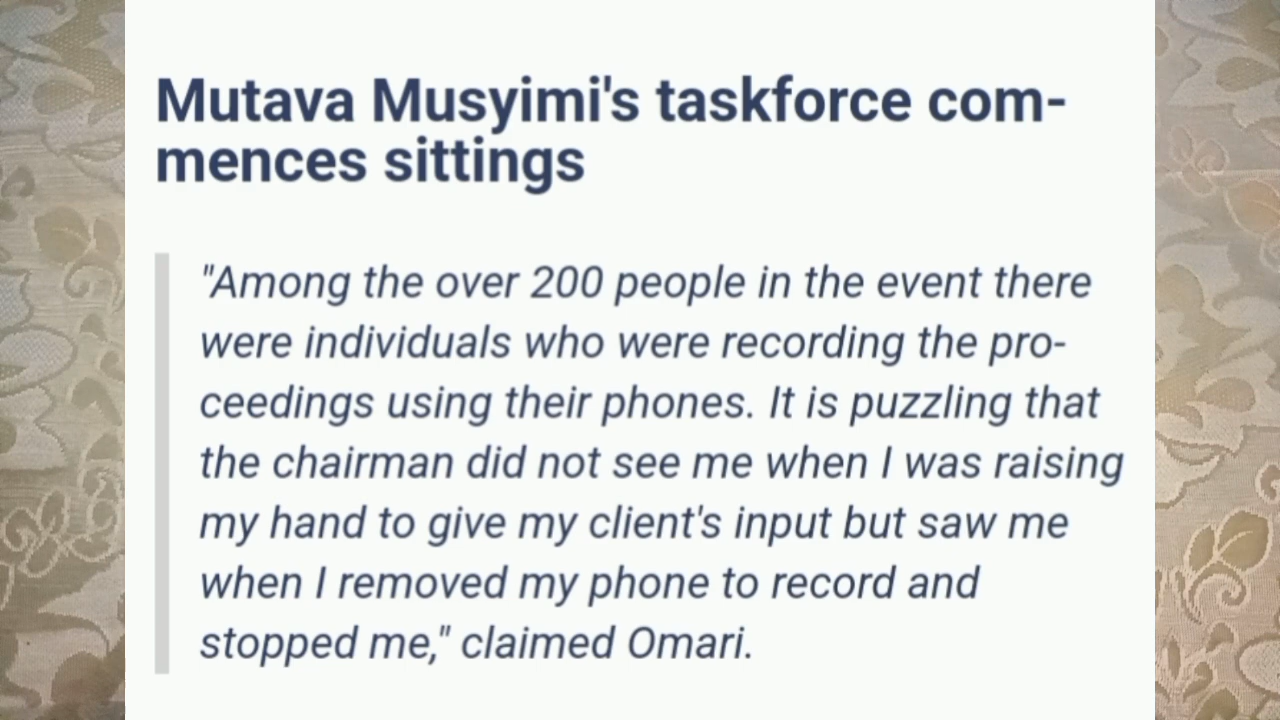 Mutava Musyimi's taskforce com-
mences sittings
"Among the over 200 people in the event there
were individuals who were recording the pro-
ceedings using their phones. It is puzzling that
the chairman did not see me when I was raising
my hand to give my client's input but saw me
when I removed my phone to record and
stopped me," claimed Omari.